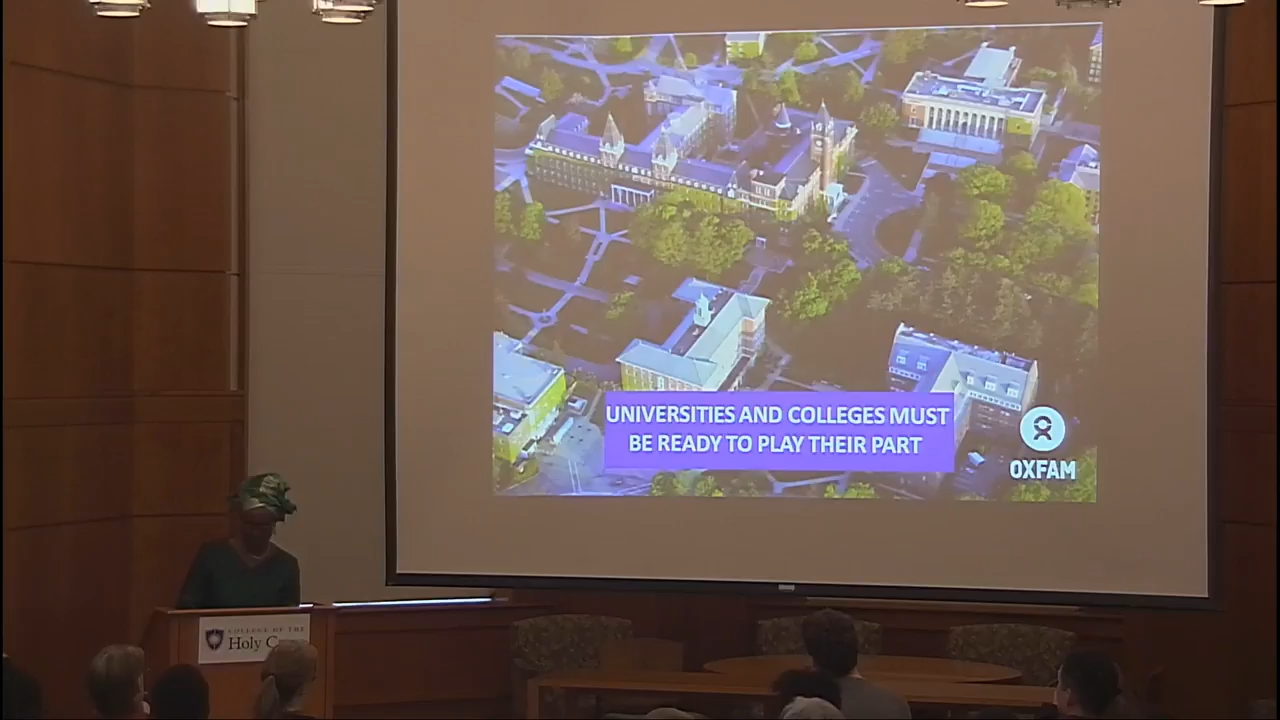 UNIVERSITIES AND COLLEGES MUST
BE READY TO PLAY THEIR PART
OXFAM
COLLEGE OF THE
Holy